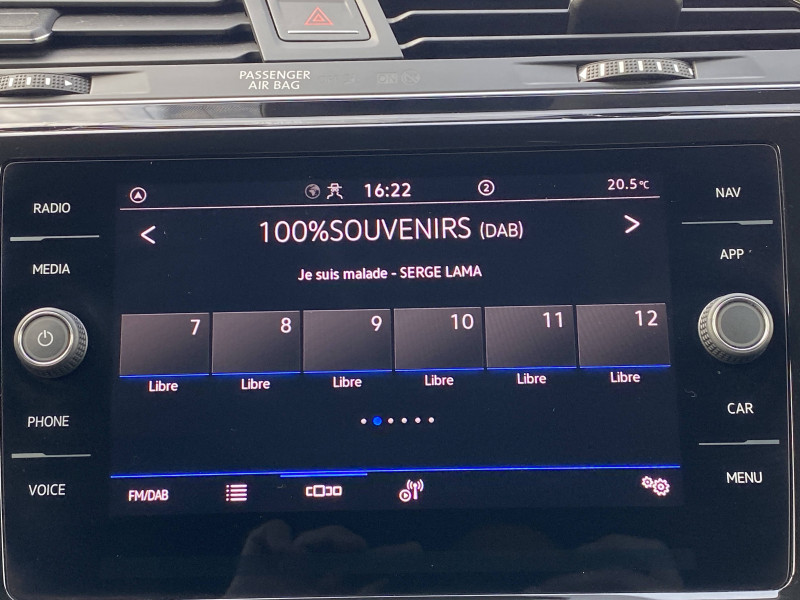 PASSENGER
AIR BAG
RADIO
MEDIA
PHONE
VOICE
16:22
2
20.5°C
< 100%SOUVENIRS (DAB) >
Je suis malade - SERGE LAMA
7 8 9 10 11 12
Libre Libre Libre Libre Libre Libre
FM/DAB
NAV
APP
CAR
MENU